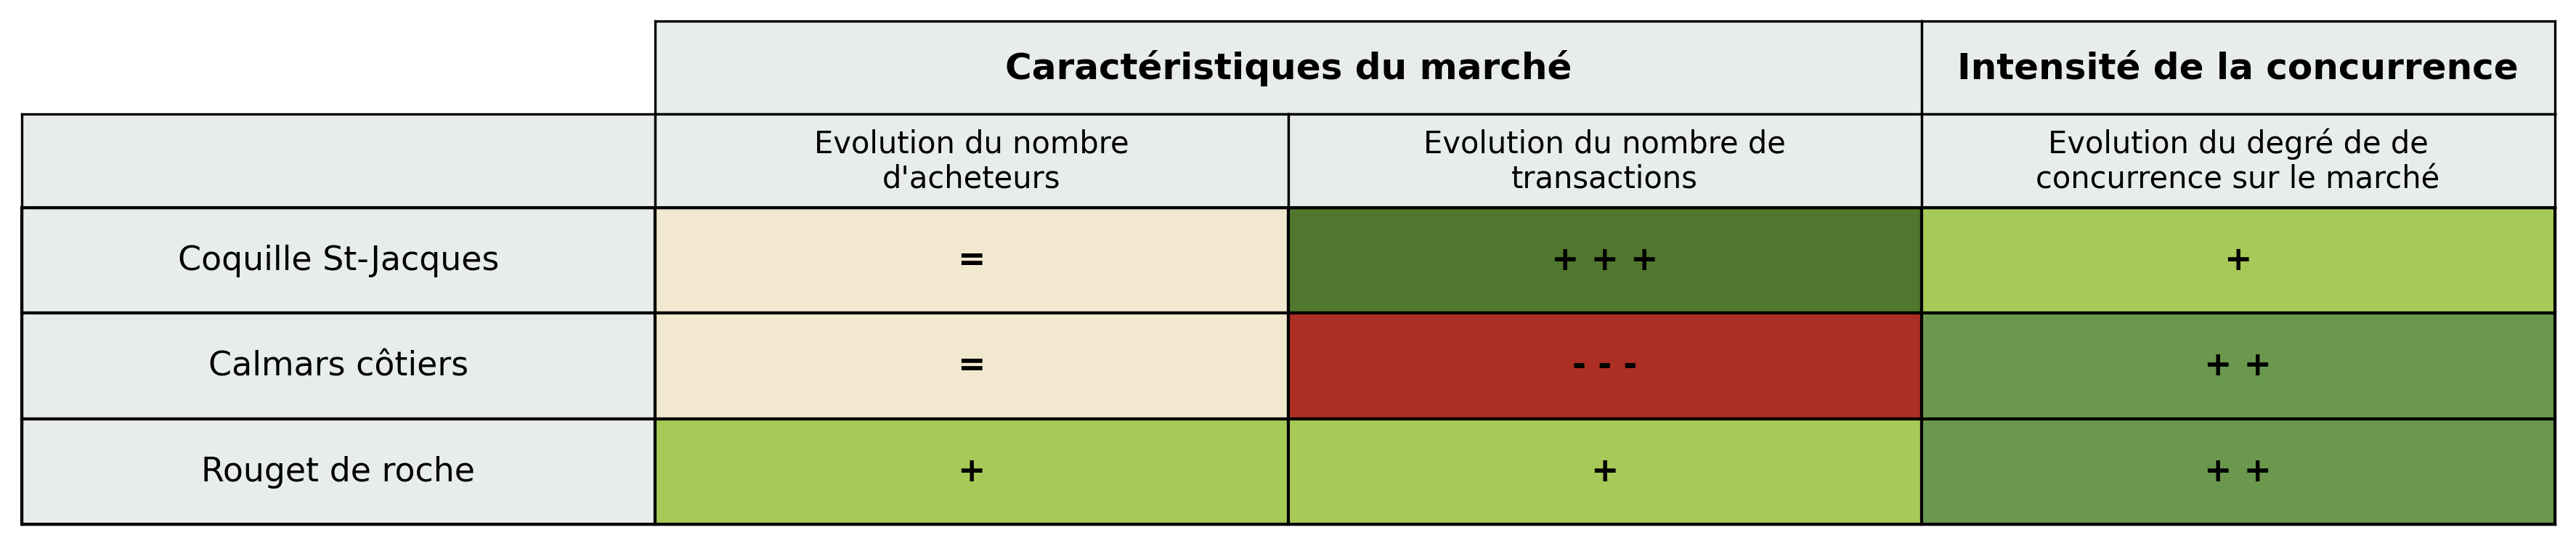 Caractéristiques du marché
Intensité de la concurrence
Evolution du nombre
d'acheteurs
Evolution du nombre de
transactions
Evolution du degré de de
concurrence sur le marché
Coquille St-Jacques
=
+ + +
+
Calmars côtiers
=
- - -
+ +
Rouget de roche
+
+
+ +